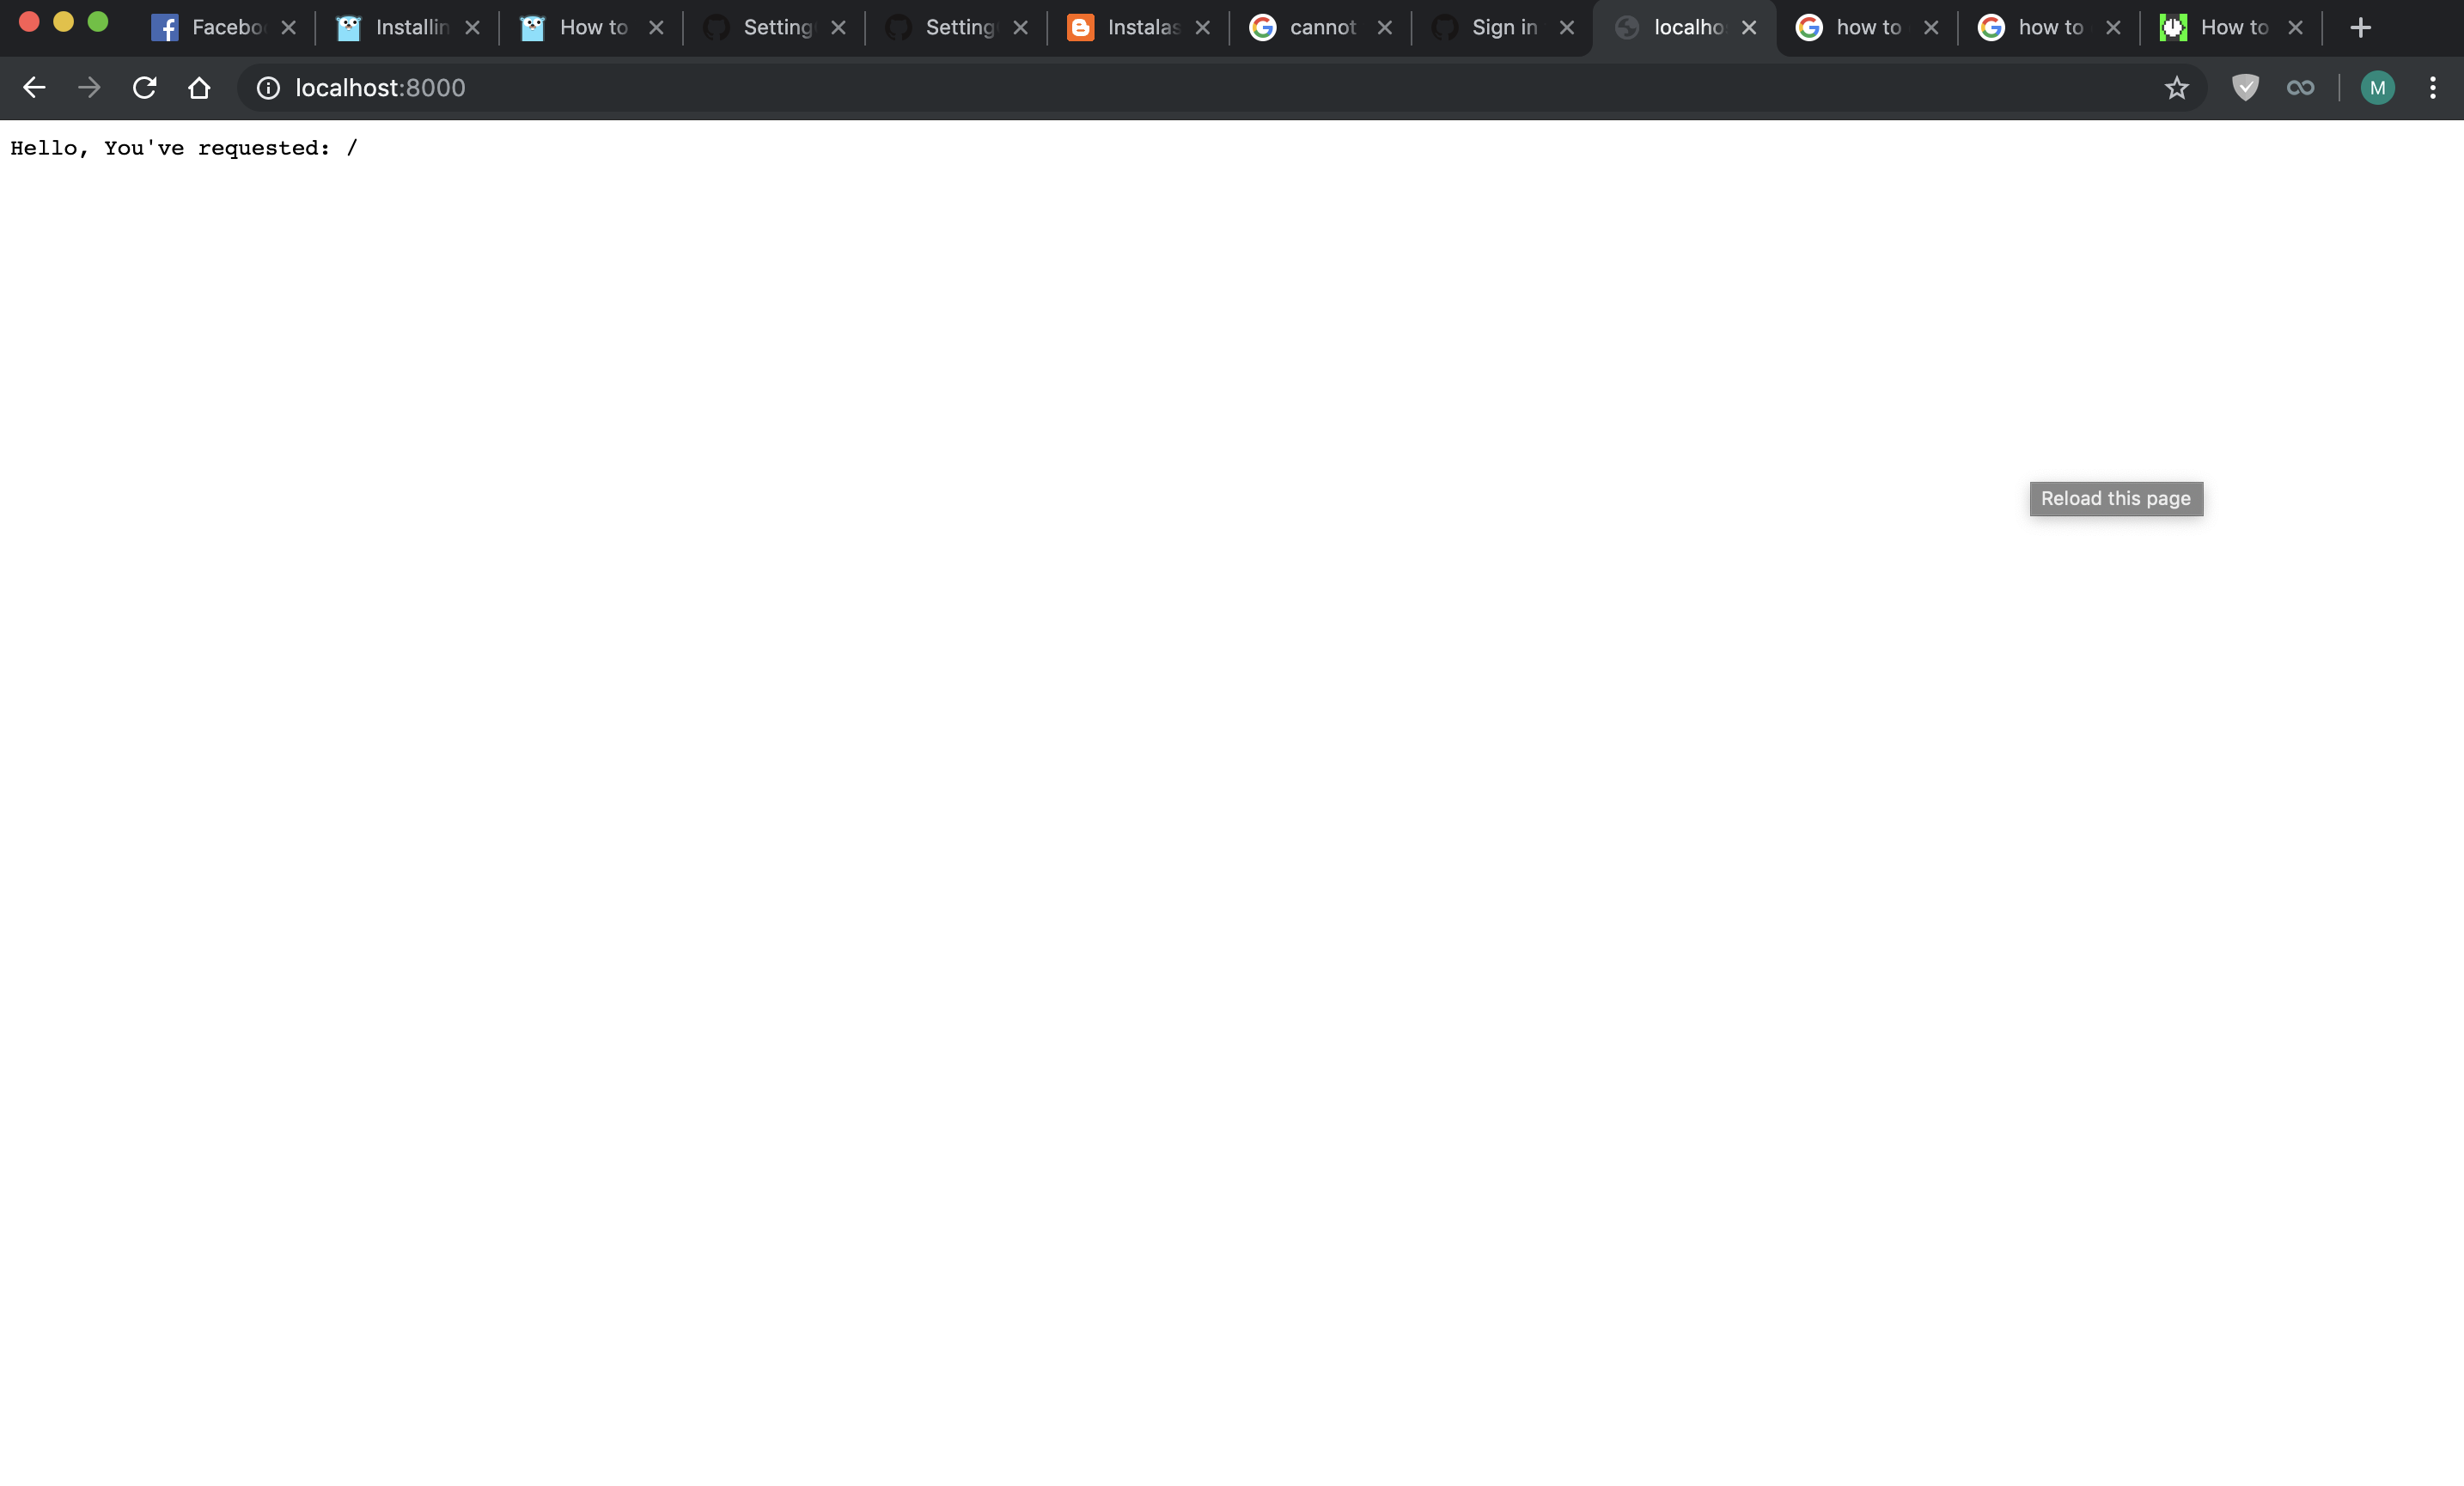 Facebo Installin How to Setting Setting Instalas cannot Sign in localho how to how to How to
localhost:8000 M
Hello, You've requested: /
Reload this page